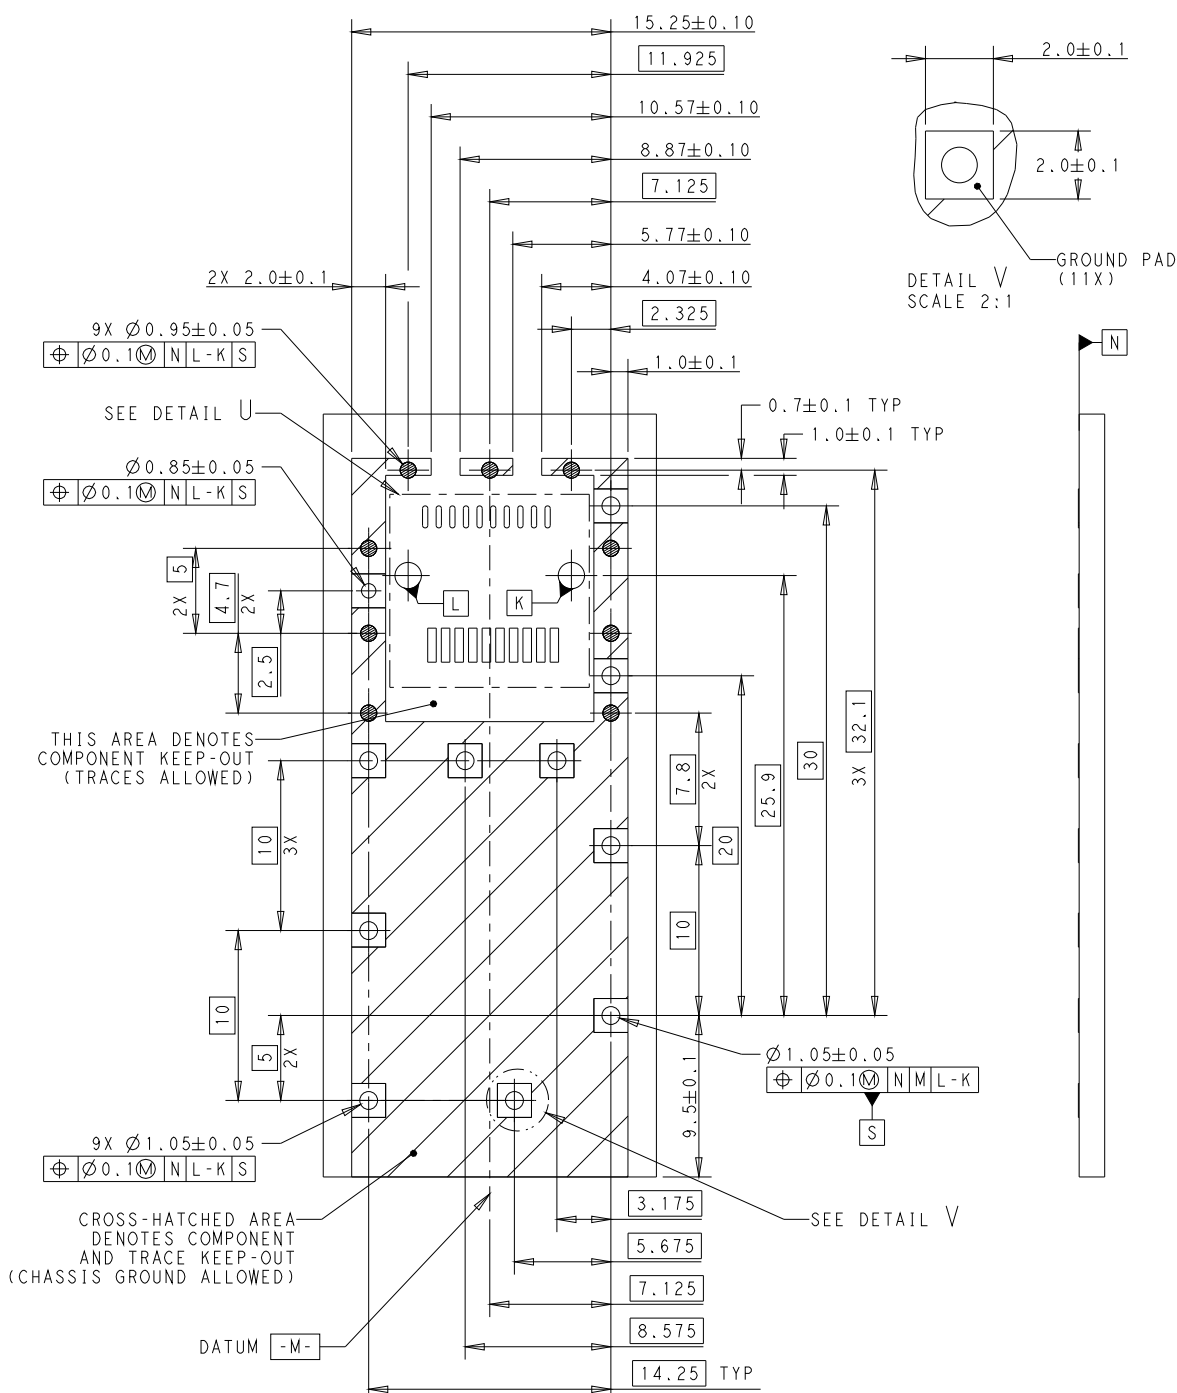 15.25±0.10
11.925
10.57±0.10
8.87±0.10
7.125
5.77±0.10
4.07±0.10
2.325
1.0±0.1
2.0±0.1
2.0±0.1
GROUND PAD
(11X)
DETAIL V
SCALE 2:1
N
2X 2.0±0.1
9X Ø0.95±0.05
⌖ Ø0.1Ⓜ N L-K S
SEE DETAIL U
Ø0.85±0.05
⌖ Ø0.1Ⓜ N L-K S
0.7±0.1 TYP
1.0±0.1 TYP
5
2X
4.7
2X
2.5
L
K
THIS AREA DENOTES
COMPONENT KEEP-OUT
(TRACES ALLOWED)
10
3X
10
5
2X
7.8
2X
10
20
25.9
30
32.1
3X
9.5±0.1
Ø1.05±0.05
⌖ Ø0.1Ⓜ N M L-K
S
9X Ø1.05±0.05
⌖ Ø0.1Ⓜ N L-K S
CROSS-HATCHED AREA
DENOTES COMPONENT
AND TRACE KEEP-OUT
(CHASSIS GROUND ALLOWED)
SEE DETAIL V
DATUM -M-
3.175
5.675
7.125
8.575
14.25 TYP